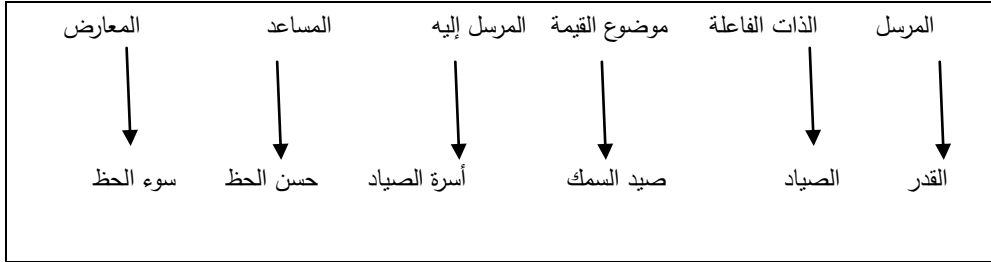 المرسل الذات الفاعلة موضوع القيمة المرسل إليه المساعد المعارض
القدر الصياد صيد السمك أسرة الصياد حسن الحظ سوء الحظ